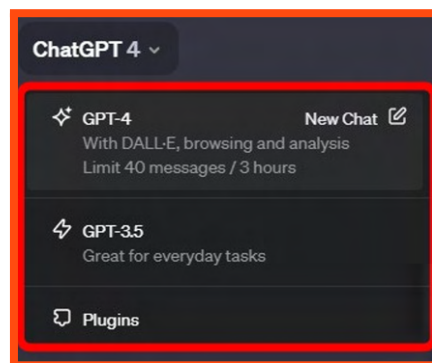 ChatGPT 4
GPT-4 New Chat
With DALL·E, browsing and analysis
Limit 40 messages / 3 hours
GPT-3.5
Great for everyday tasks
Plugins